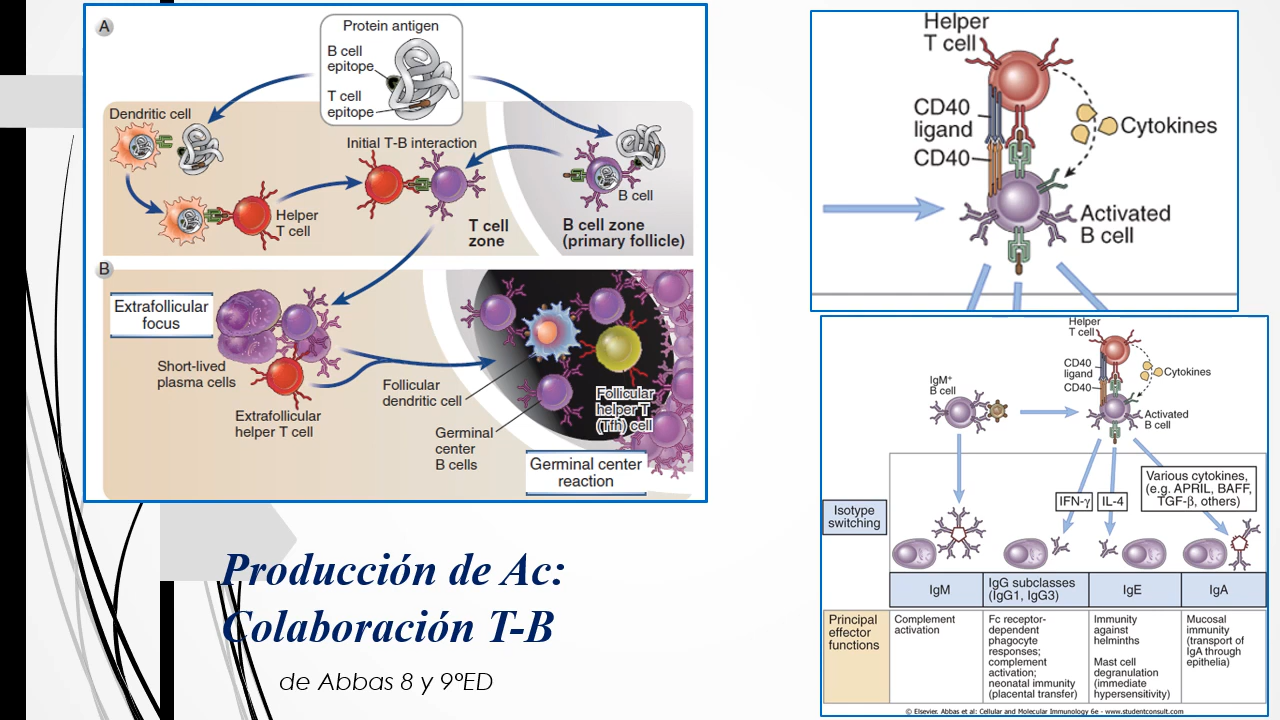 A
Protein antigen
B cell
epitope
T cell
epitope
Dendritic cell
Initial T-B interaction
B cell
Helper
T cell
T cell
zone
B cell zone
(primary follicle)
B
Extrafollicular
focus
Short-lived
plasma cells
Extrafollicular
helper T cell
Follicular
dendritic cell
Germinal
center
B cells
Follicular
helper T
(Tfh) cell
Germinal center
reaction
Helper
T cell
CD40
ligand
CD40
Cytokines
Activated
B cell
Helper
T cell
CD40
ligand
CD40
Cytokines
IgM+
B cell
Activated
B cell
Isotype
switching
IFN-γ
IL-4
Various cytokines,
(e.g. APRIL, BAFF,
TGF-β, others)
IgM
IgG subclasses
(IgG1, IgG3)
IgE
IgA
Principal
effector
functions
Complement
activation
Fc receptor-
dependent
phagocyte
responses;
complement
activation;
neonatal immunity
(placental transfer)
Immunity
against
helminths
Mast cell
degranulation
(immediate
hypersensitivity)
Mucosal
immunity
(transport of
IgA through
epithelia)
© Elsevier. Abbas et al: Cellular and Molecular Immunology 6e - www.studentconsult.com
Producción de Ac:
Colaboración T-B
de Abbas 8 y 9ºED